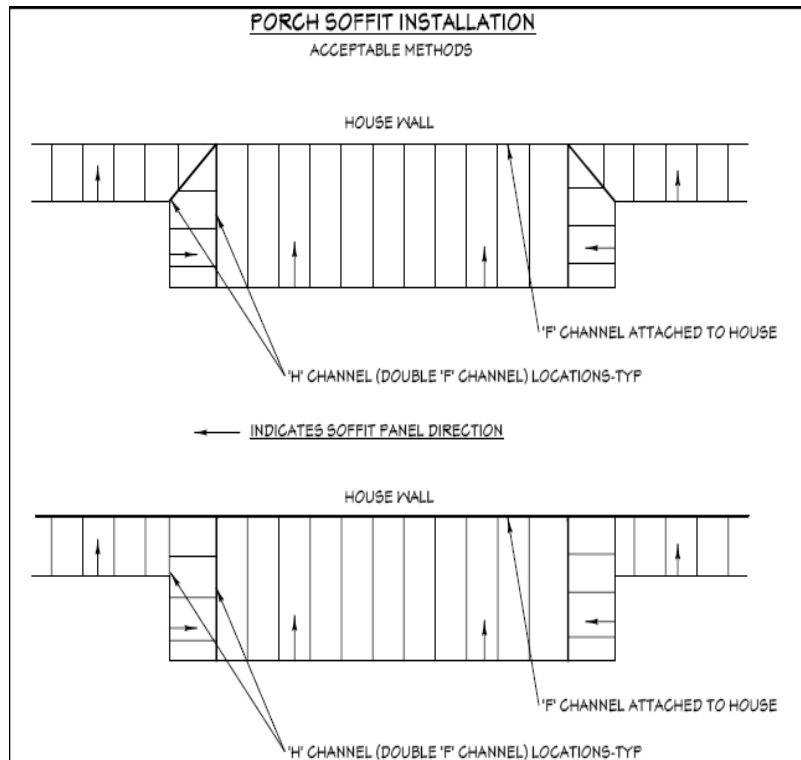 PORCH SOFFIT INSTALLATION
ACCEPTABLE METHODS
HOUSE WALL
'F' CHANNEL ATTACHED TO HOUSE
'H' CHANNEL (DOUBLE 'F' CHANNEL) LOCATIONS-TYP
INDICATES SOFFIT PANEL DIRECTION
HOUSE WALL
'F' CHANNEL ATTACHED TO HOUSE
'H' CHANNEL (DOUBLE 'F' CHANNEL) LOCATIONS-TYP